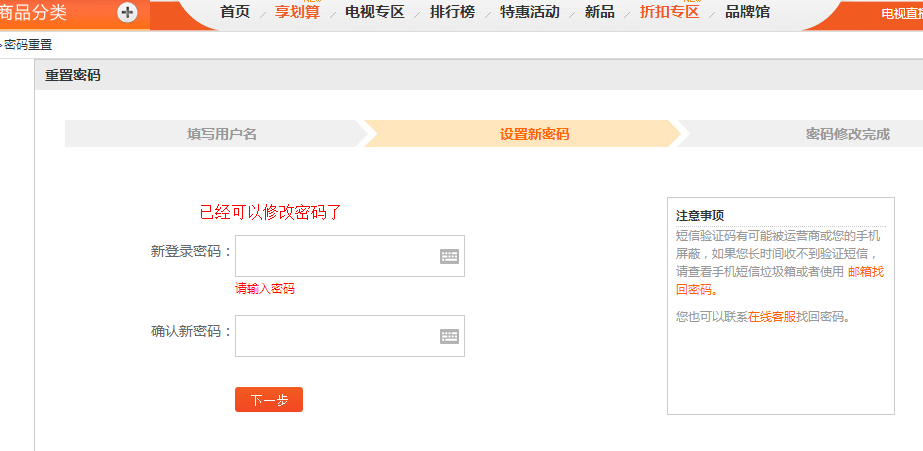 商品分类
首页 享划算 电视专区 排行榜 特惠活动 新品 折扣专区 品牌馆 电视直
密码重置
重置密码
填写用户名 设置新密码 密码修改完成
已经可以修改密码了
新登录密码：
请输入密码
确认新密码：
下一步
注意事项
短信验证码有可能被运营商或您的手机
屏蔽，如果您长时间收不到验证短信，
请查看手机短信垃圾箱或者使用 邮箱找
回密码。
您也可以联系在线客服找回密码。